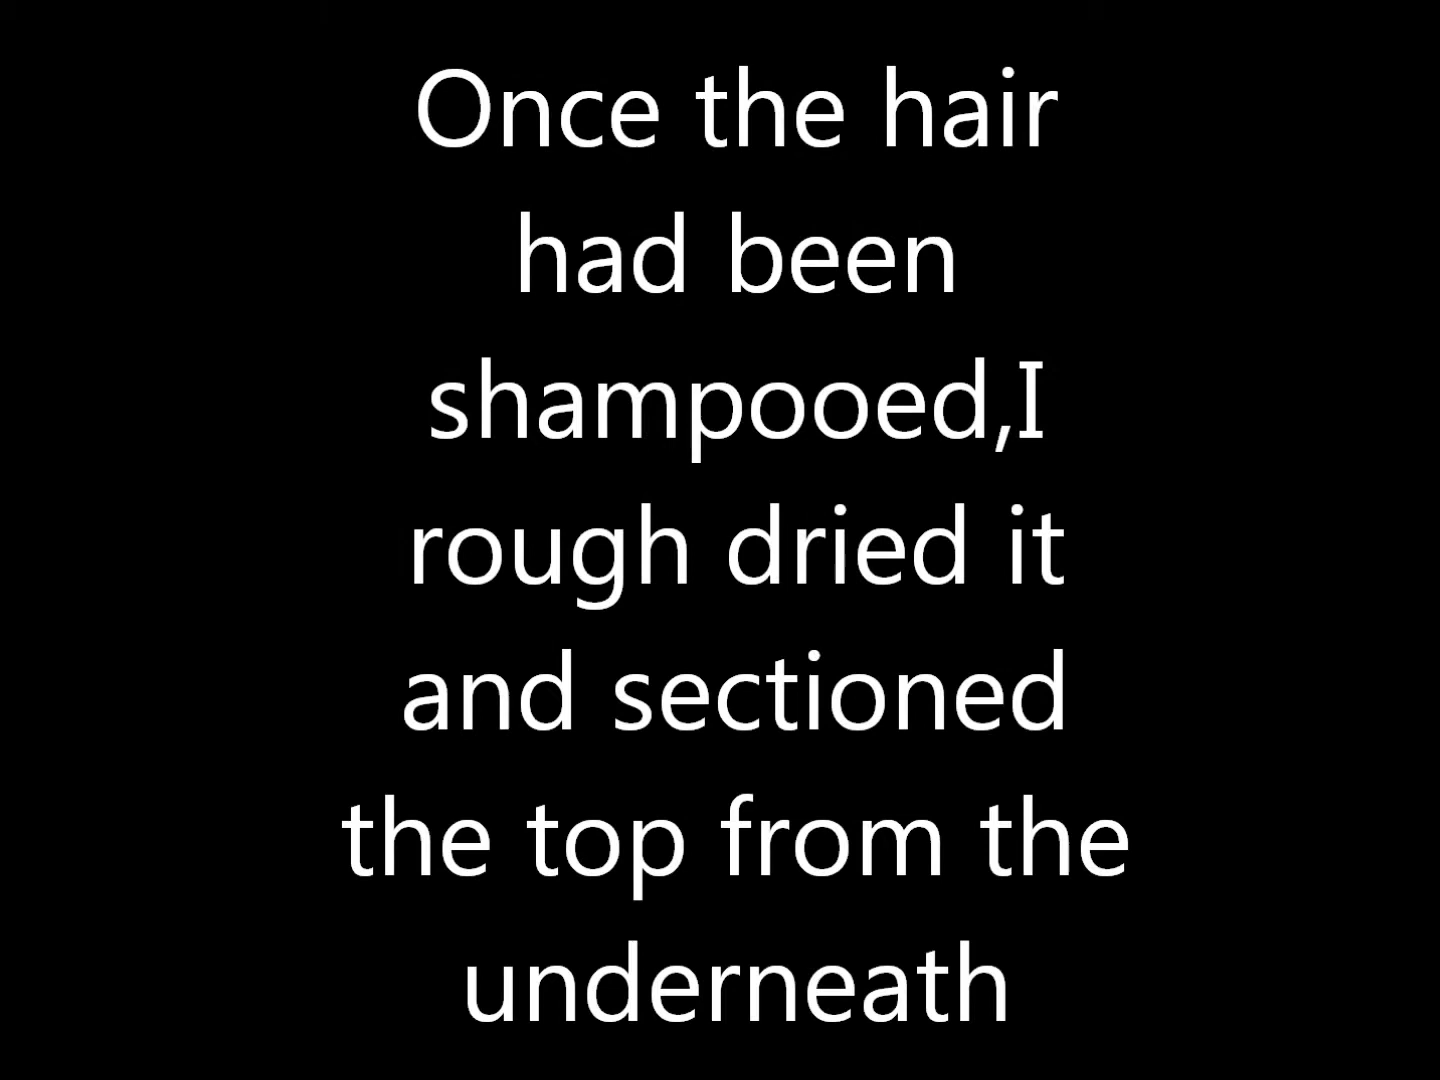 Once the hair
had been
shampooed,I
rough dried it
and sectioned
the top from the
underneath